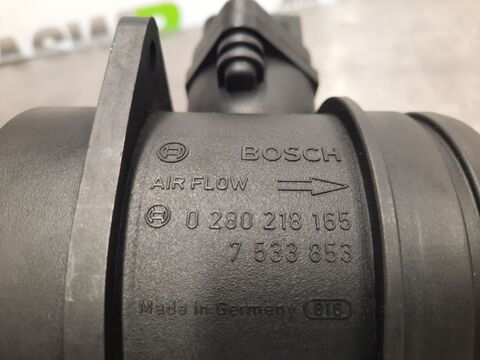 BOSCH
AIR FLOW
0 280 218 165
7 533 853
Made in Germany 816